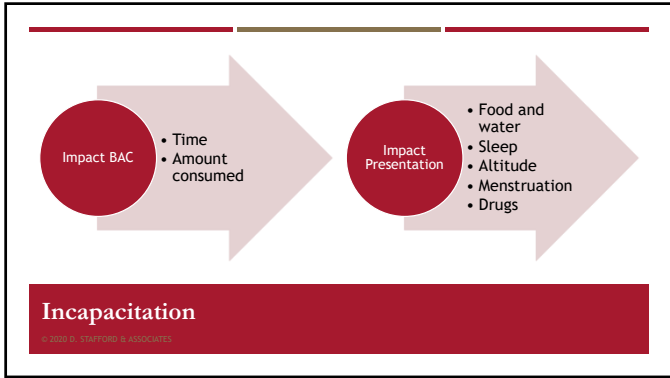 Impact BAC
• Time
• Amount
consumed
Impact
Presentation
• Food and
water
• Sleep
• Altitude
• Menstruation
• Drugs
Incapacitation
© 2020 D. STAFFORD & ASSOCIATES